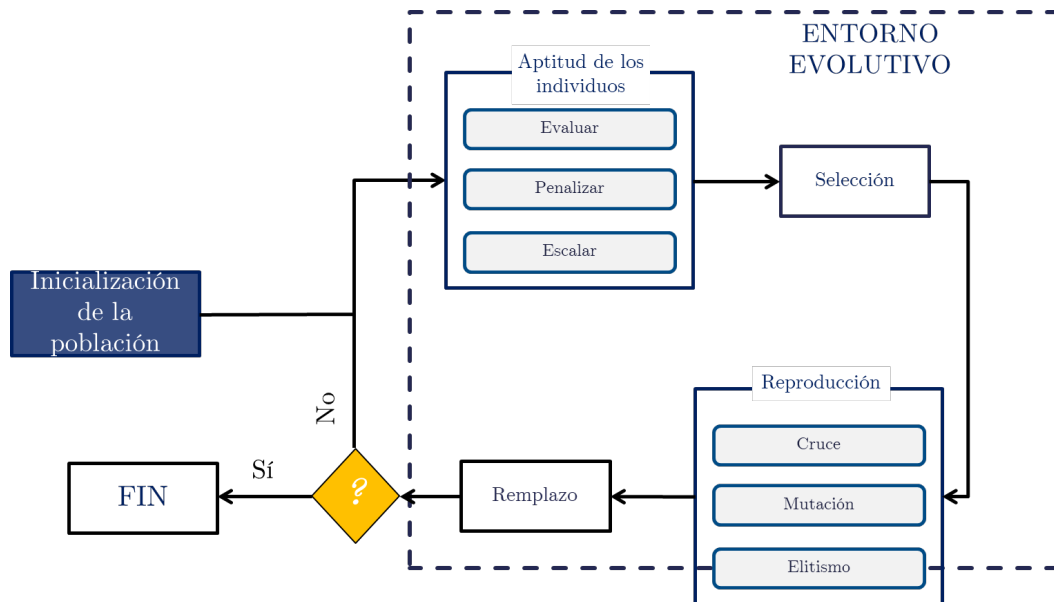 ENTORNO
EVOLUTIVO
Aptitud de los
individuos
Evaluar
Penalizar
Escalar
Selección
Inicialización
de la
población
Reproducción
Cruce
Mutación
Elitismo
Remplazo
?
No
Sí
FIN